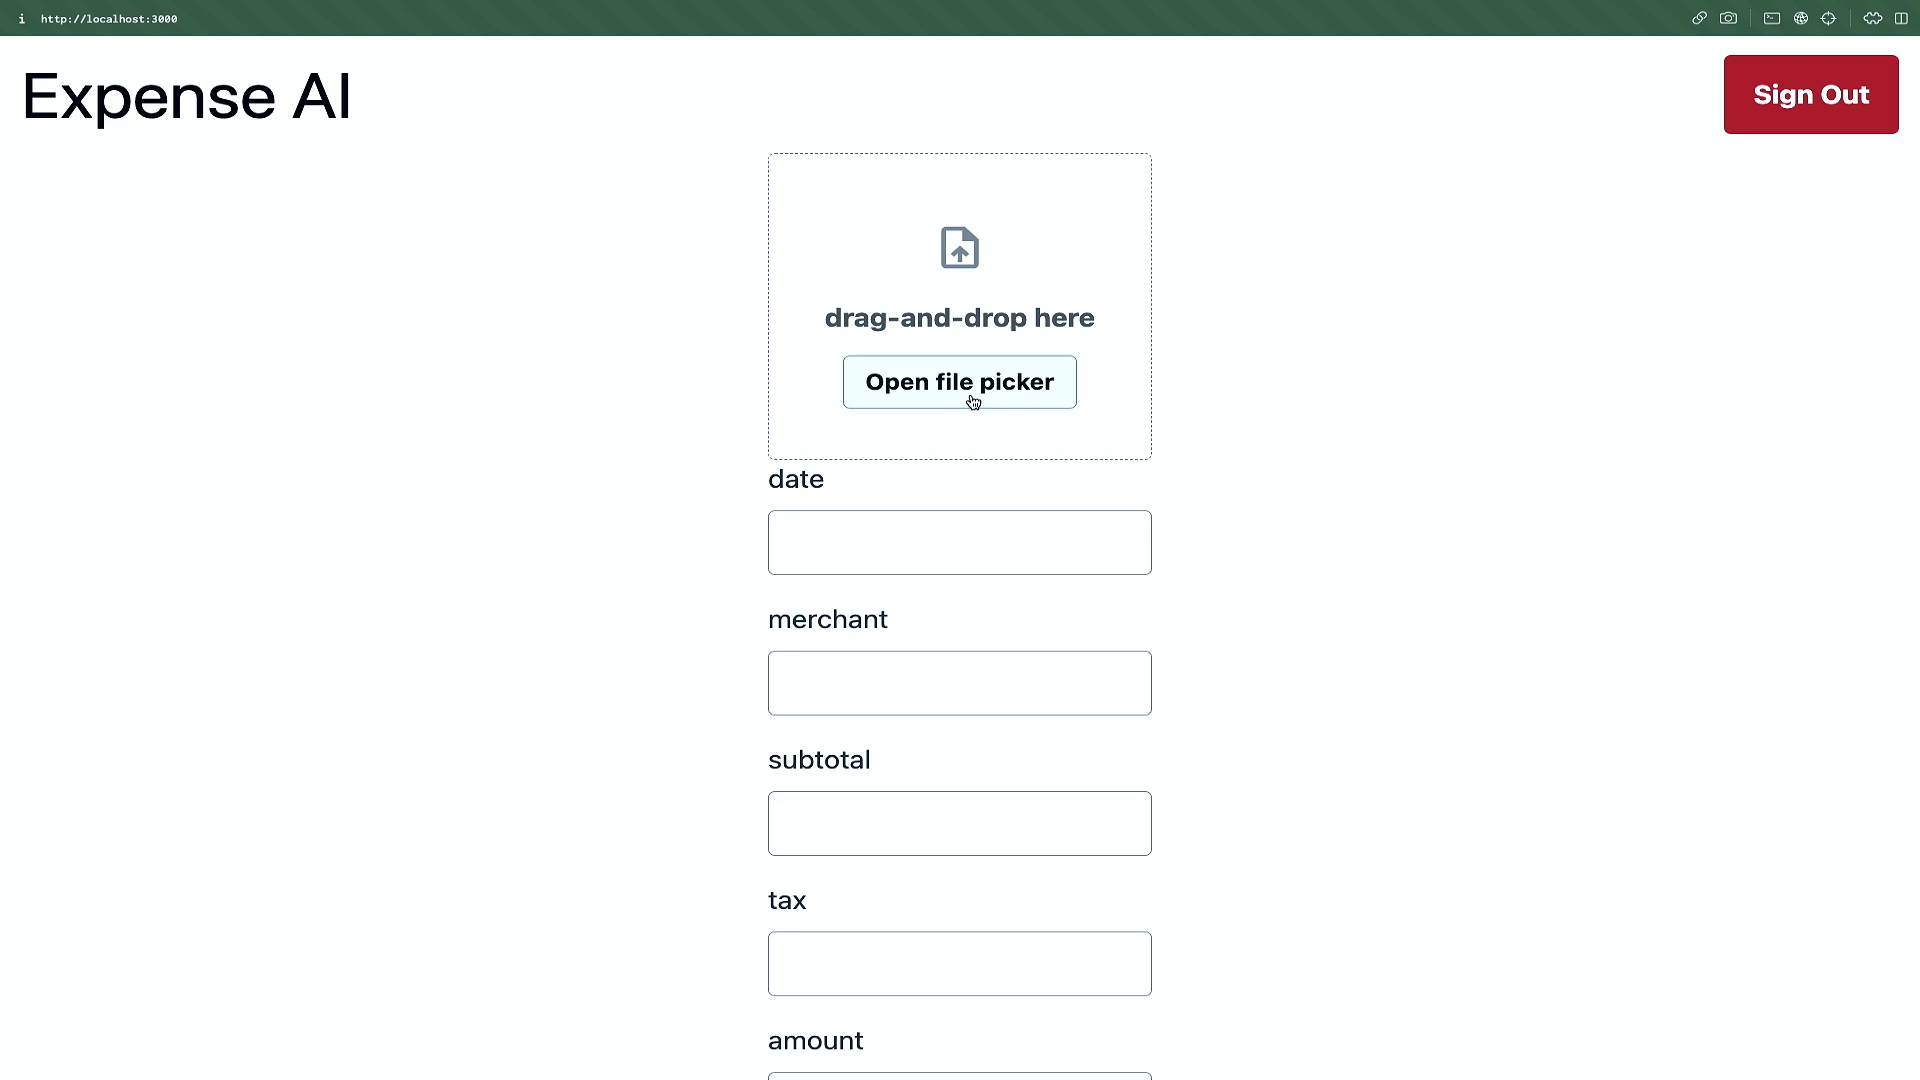 i http://localhost:3000
Expense AI
Sign Out
drag-and-drop here
Open file picker
date
merchant
subtotal
tax
amount